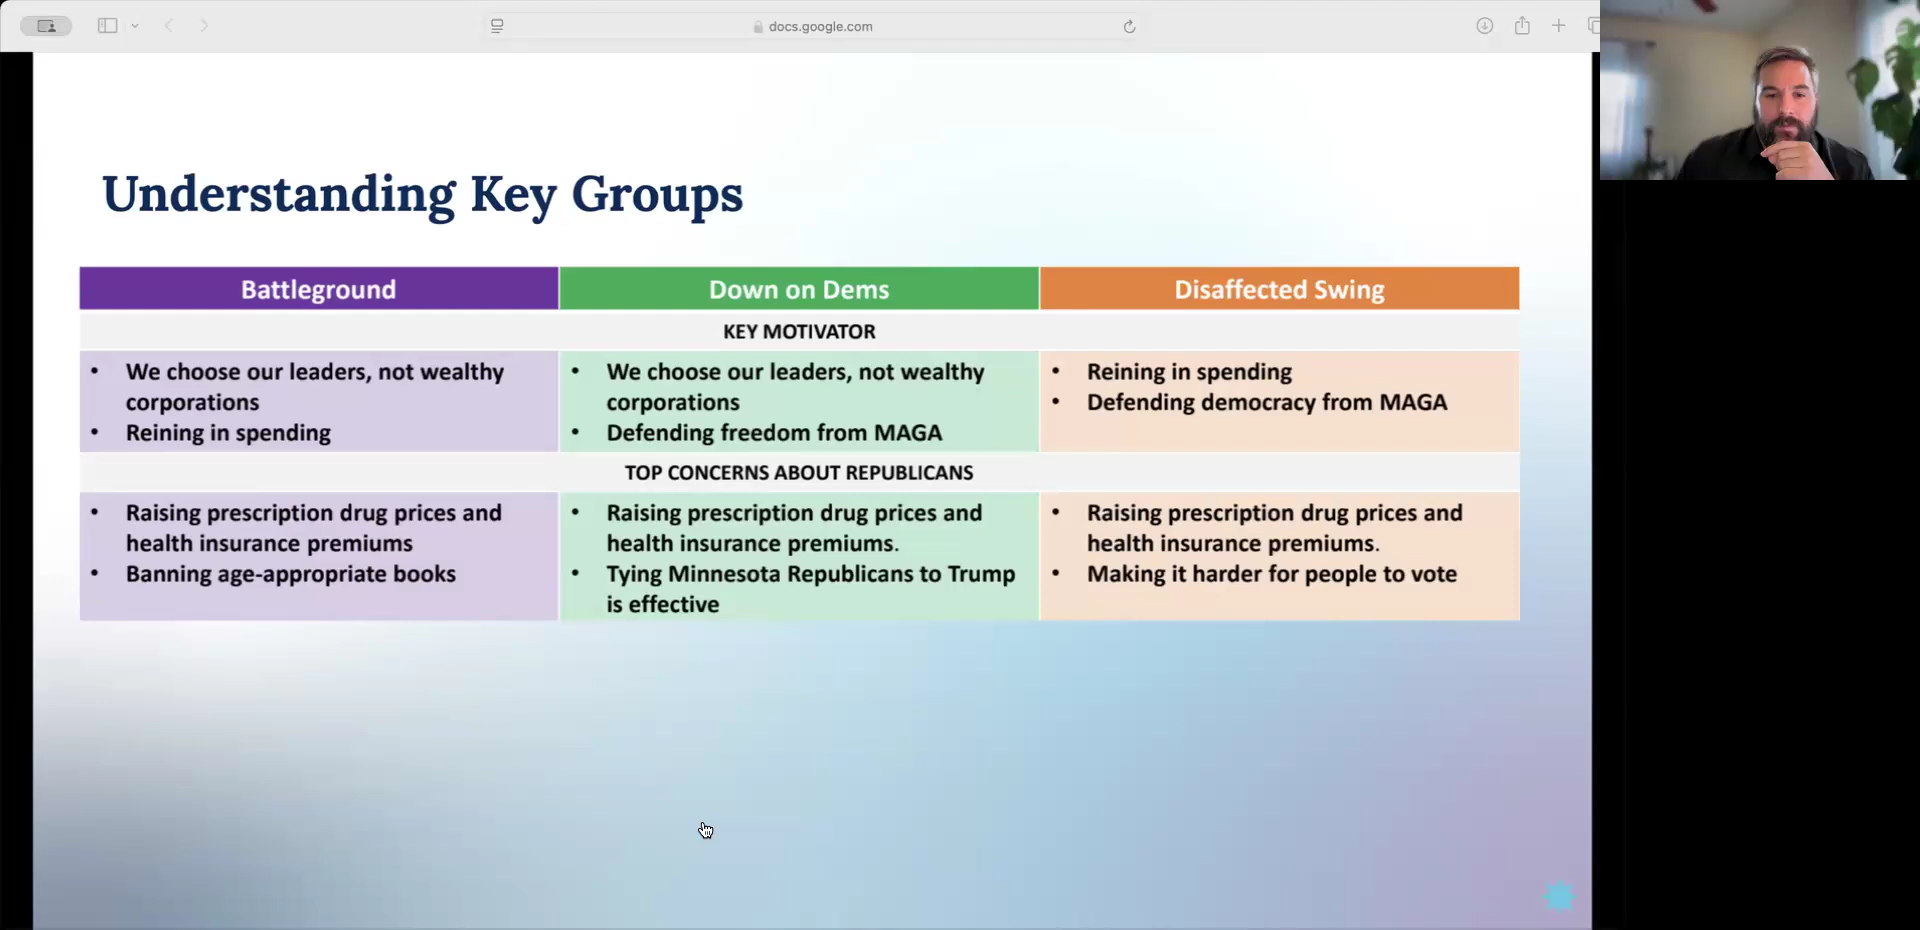 docs.google.com
Understanding Key Groups
Battleground
Down on Dems
Disaffected Swing
KEY MOTIVATOR
• We choose our leaders, not wealthy
corporations
• Reining in spending
• We choose our leaders, not wealthy
corporations
• Defending freedom from MAGA
• Reining in spending
• Defending democracy from MAGA
TOP CONCERNS ABOUT REPUBLICANS
• Raising prescription drug prices and
health insurance premiums
• Banning age-appropriate books
• Raising prescription drug prices and
health insurance premiums.
• Tying Minnesota Republicans to Trump
is effective
• Raising prescription drug prices and
health insurance premiums.
• Making it harder for people to vote